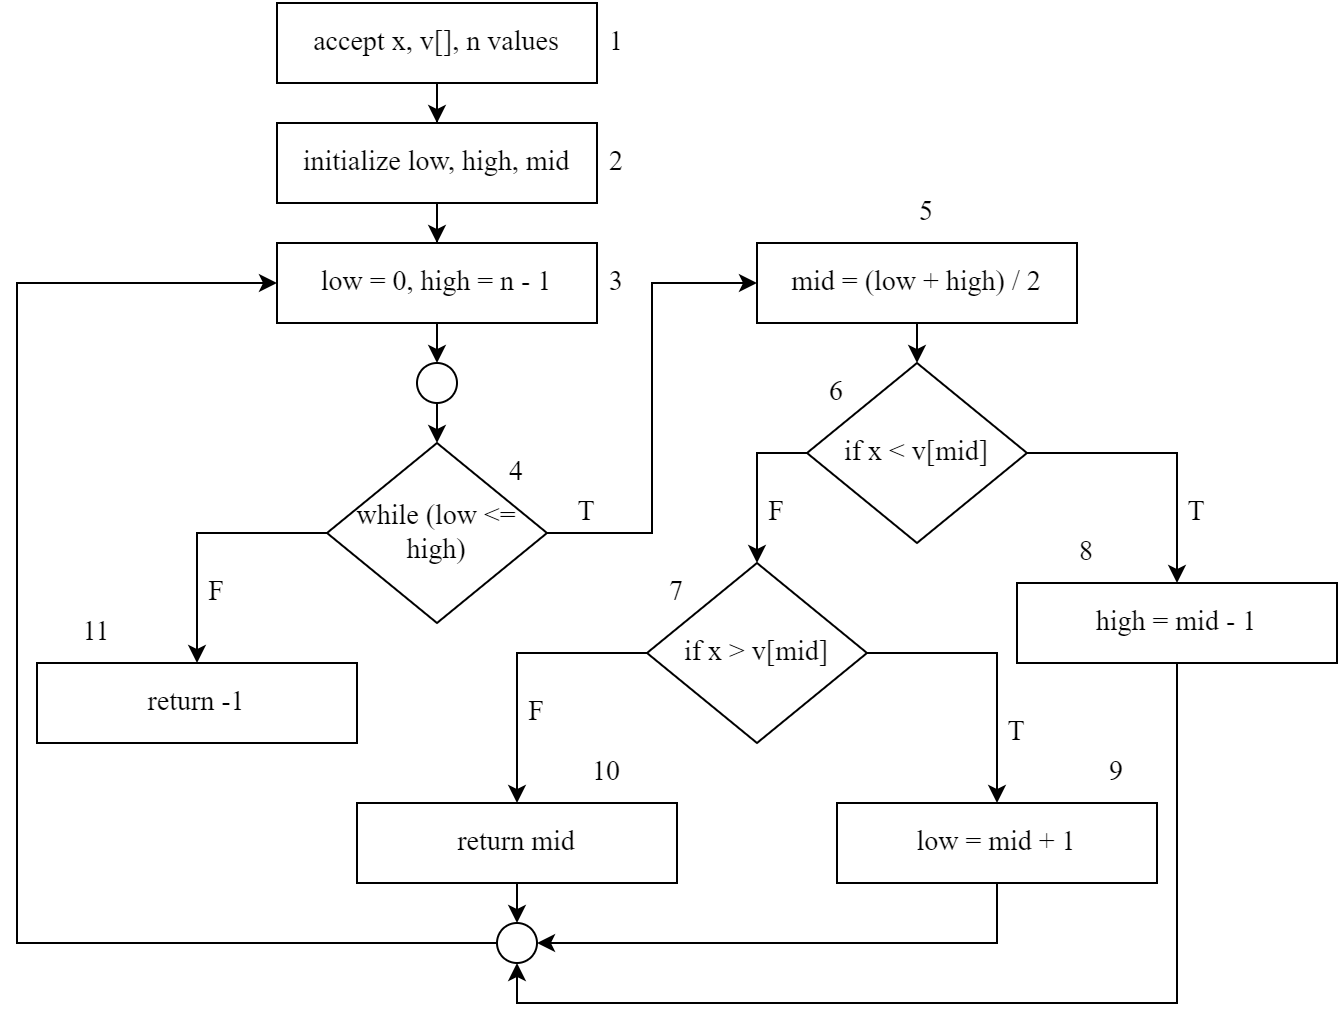 accept x, v[], n values
1
initialize low, high, mid
2
5
low = 0, high = n - 1
3
mid = (low + high) / 2
6
if x < v[mid]
4
while (low <=
high)
T
F
T
8
7
F
11
high = mid - 1
if x > v[mid]
return -1
F
T
10
9
return mid
low = mid + 1